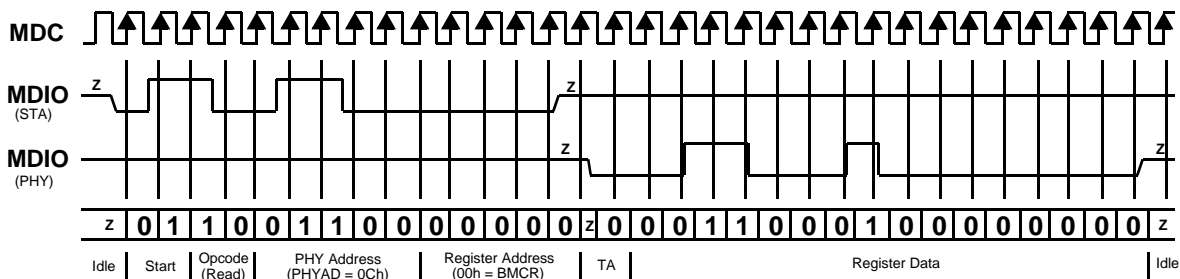 MDC
z
MDIO
(STA)
z
MDIO
(PHY)
z
z
z 0 1 1 0 0 1 1 0 0 0 0 0 0 0 z 0 0 0 1 1 0 0 0 1 0 0 0 0 0 0 0 0 z
Idle
Start
Opcode
(Read)
PHY Address
(PHYAD = 0Ch)
Register Address
(00h = BMCR)
TA
Register Data
Idle